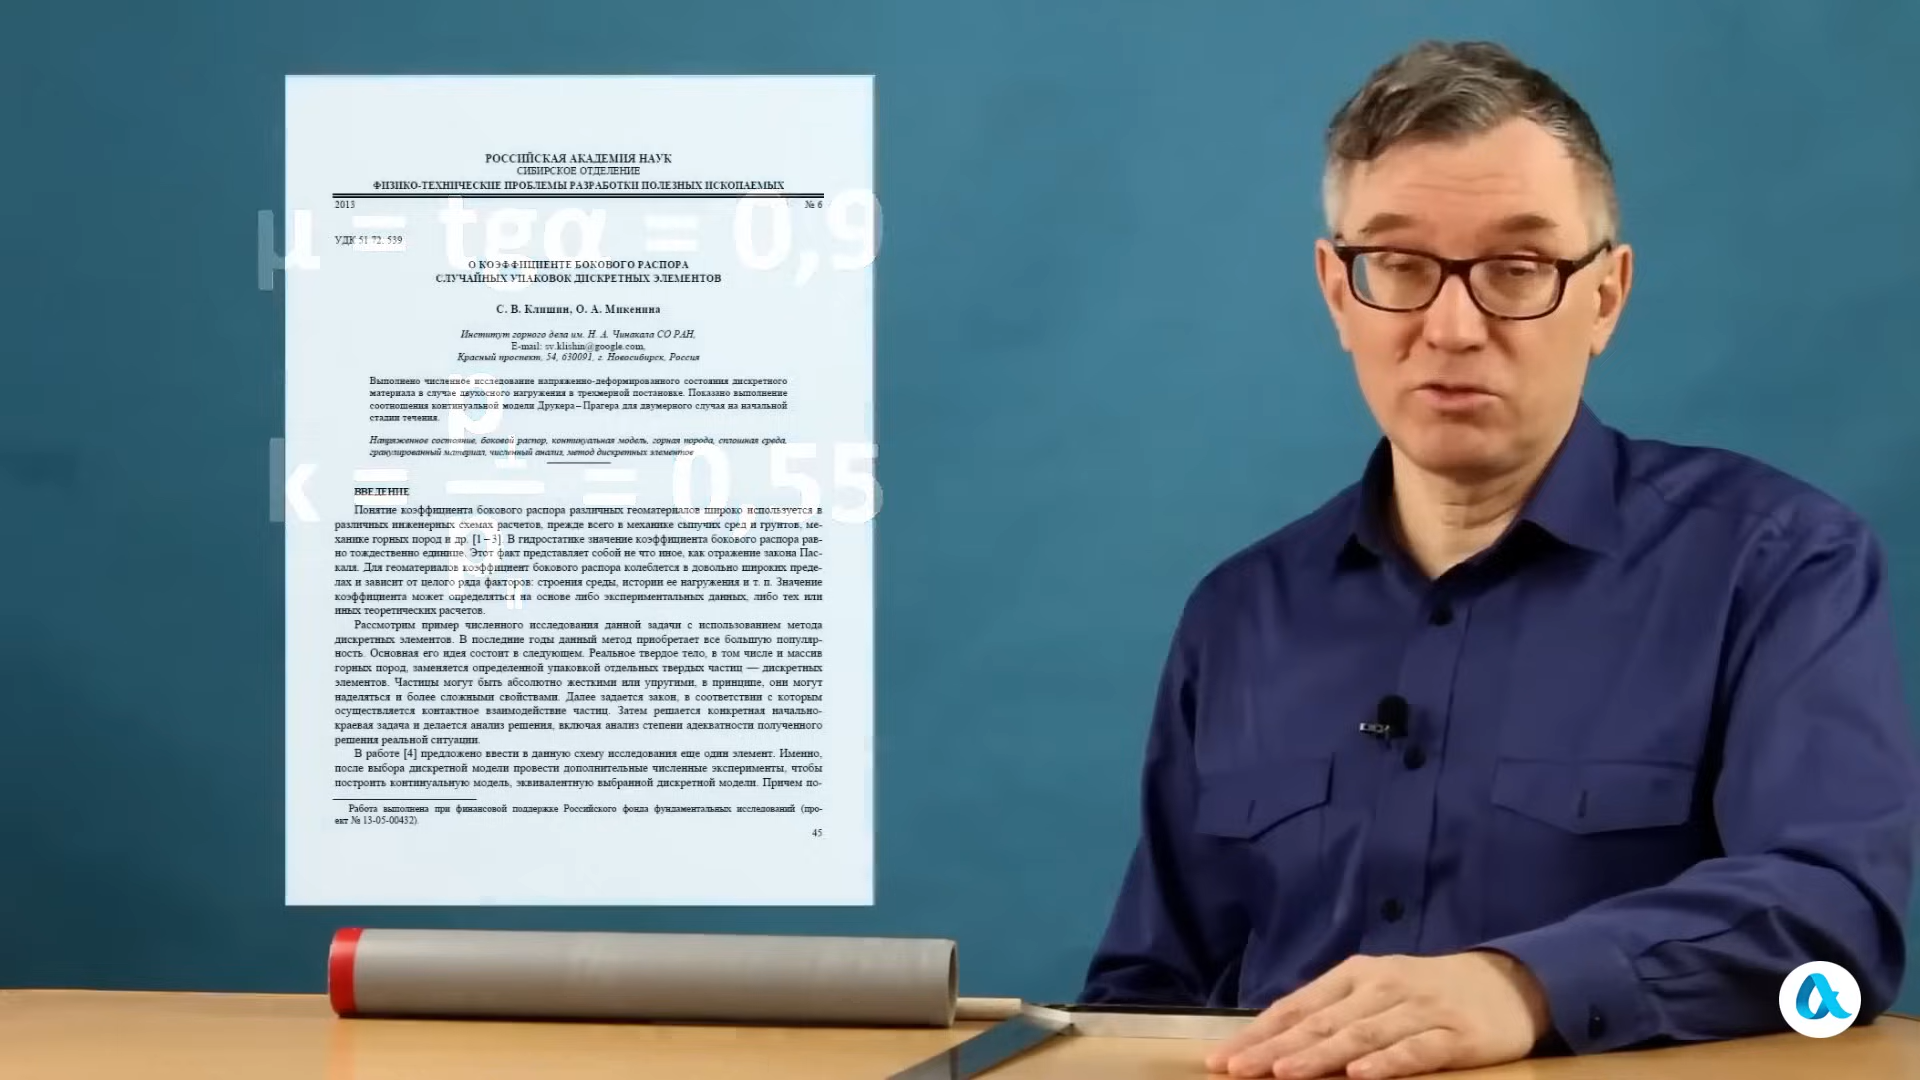 РОССИЙСКАЯ АКАДЕМИЯ НАУК
СИБИРСКОЕ ОТДЕЛЕНИЕ
ФИЗИКО-ТЕХНИЧЕСКИЕ ПРОБЛЕМЫ РАЗРАБОТКИ ПОЛЕЗНЫХ ИСКОПАЕМЫХ
2013 № 6
μ = tgα = 0,9
УДК 51 72. 539
О КОЭФФИЦИЕНТЕ БОКОВОГО РАСПОРА
СЛУЧАЙНЫХ УПАКОВОК ДИСКРЕТНЫХ ЭЛЕМЕНТОВ
С. В. Клишин, О. А. Микенина
Институт горного дела им. Н. А. Чинакала СО РАН,
E-mail: sv.klishin@google.com,
Красный проспект, 54, 630091, г. Новосибирск, Россия
Выполнено численное исследование напряженно-деформированного состояния дискретного
материала в случае двухосного нагружения в трехмерной постановке. Показано выполнение
соотношения континуальной модели Друкера–Прагера для двумерного случая на начальной
стадии течения.
Напряженное состояние, боковой распор, континуальная модель, горная порода, сплошная среда,
гранулированный материал, численный анализ, метод дискретных элементов
k = p⊥ = 0,55
ВВЕДЕНИЕ
Понятие коэффициента бокового распора различных геоматериалов широко используется в
различных инженерных схемах расчетов, прежде всего в механике сыпучих сред и грунтов, ме-
ханике горных пород и др. [1–3]. В гидростатике значение коэффициента бокового распора рав-
но тождественно единице. Этот факт представляет собой не что иное, как отражение закона Пас-
каля. Для геоматериалов коэффициент бокового распора колеблется в довольно широких преде-
лах и зависит от целого ряда факторов: строения среды, истории ее нагружения и т. п. Значение
коэффициента может определяться на основе либо экспериментальных данных, либо тех или
иных теоретических расчетов.
Рассмотрим пример численного исследования данной задачи с использованием метода
дискретных элементов. В последние годы данный метод приобретает все большую популяр-
ность. Основная его идея состоит в следующем. Реальное твердое тело, в том числе и массив
горных пород, заменяется определенной упаковкой отдельных твердых частиц — дискретных
элементов. Частицы могут быть абсолютно жесткими или упругими, в принципе, они могут
наделяться и более сложными свойствами. Далее задается закон, в соответствии с которым
осуществляется контактное взаимодействие частиц. Затем решается конкретная начально-
краевая задача и делается анализ решения, включая анализ степени адекватности полученного
решения реальной ситуации.
В работе [4] предложено ввести в данную схему исследования еще один элемент. Именно,
после выбора дискретной модели провести дополнительные численные эксперименты, чтобы
построить континуальную модель, эквивалентную выбранной дискретной модели. Причем по-
Работа выполнена при финансовой поддержке Российского фонда фундаментальных исследований (про-
ект № 13-05-00432).
45